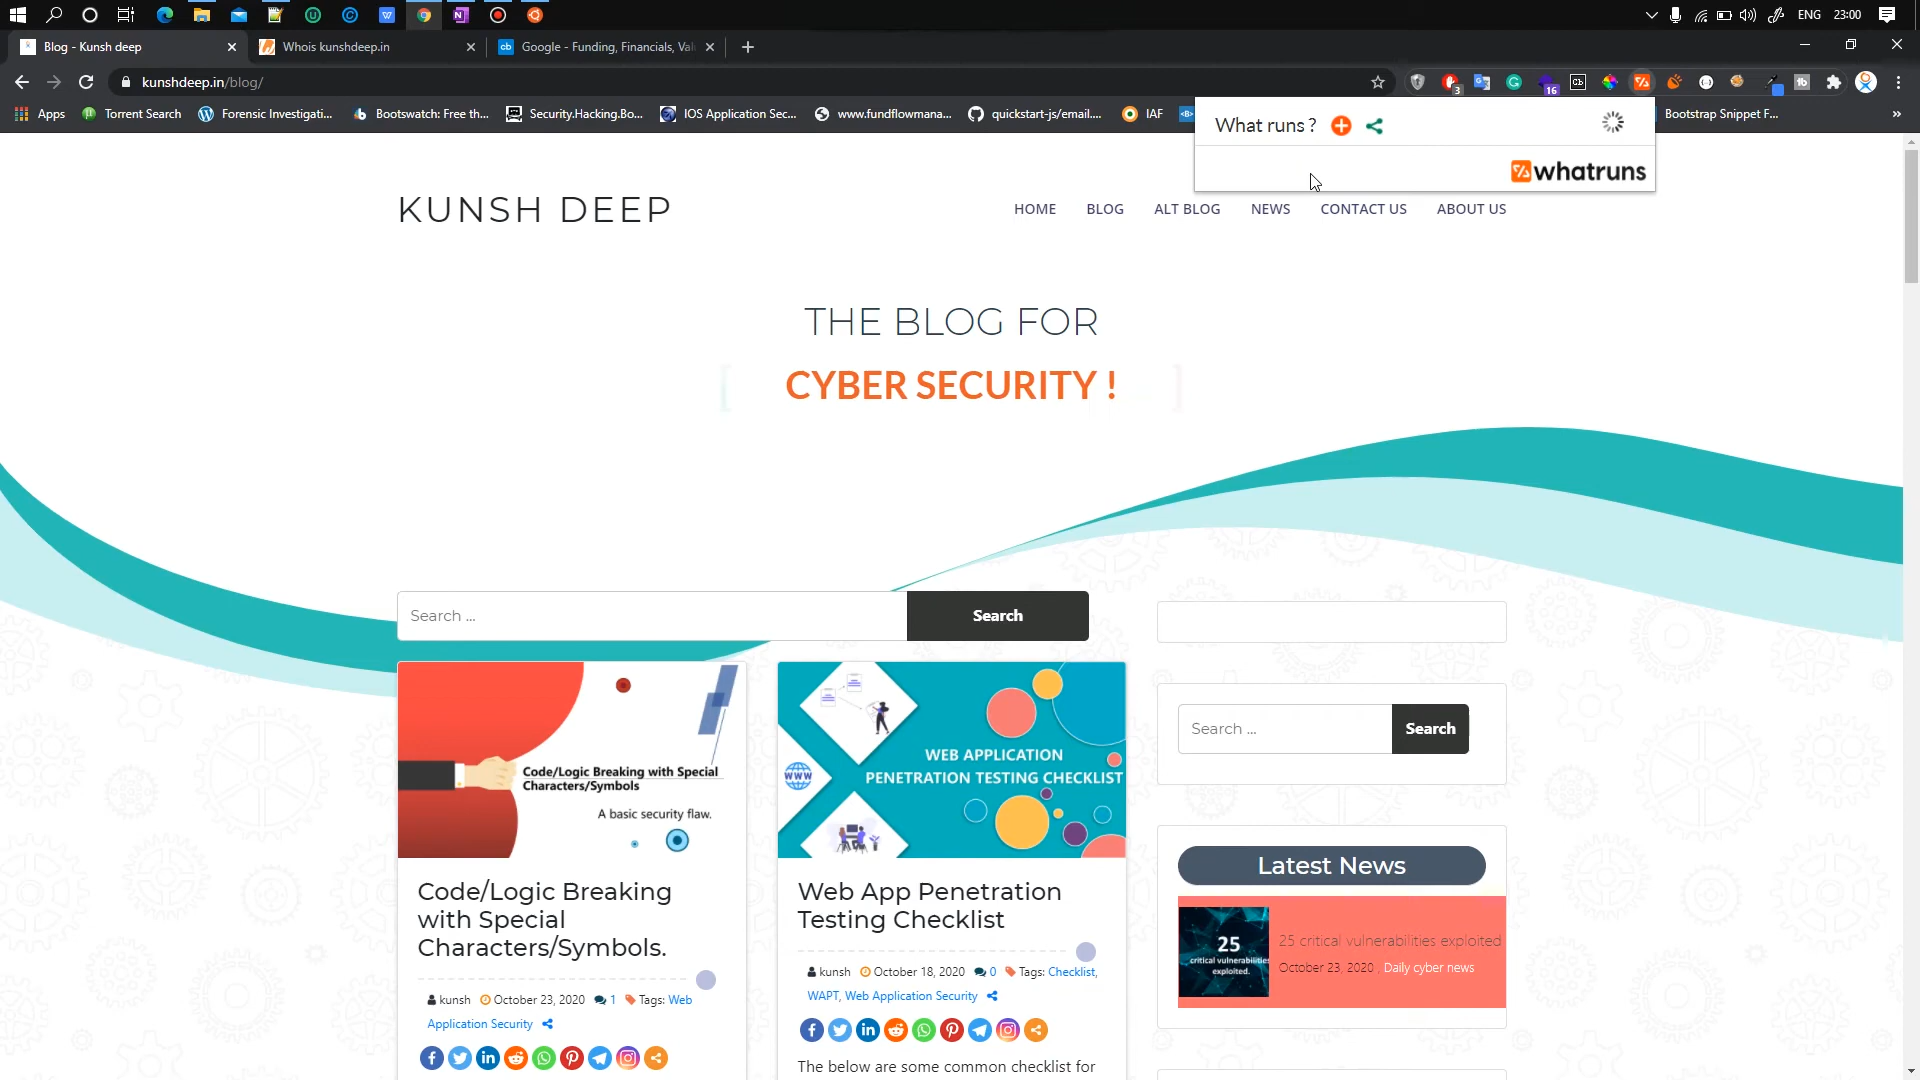 ENG 23:00
Blog - Kunsh deep
Whois kunshdeep.in
Google - Funding, Financials, Val
kunshdeep.in/blog/
3
16
Apps
Torrent Search
Forensic Investigati...
Bootswatch: Free th...
Security.Hacking.Bo...
IOS Application Sec...
www.fundflowmana...
quickstart-js/email....
IAF
Bootstrap Snippet F...
What runs ?
whatruns
KUNSH DEEP
HOME BLOG ALT BLOG NEWS CONTACT US ABOUT US
THE BLOG FOR
[ CYBER SECURITY ! ]
Search ... Search
Code/Logic Breaking with Special
Characters/Symbols
A basic security flaw.
WWW
WEB APPLICATION
PENETRATION TESTING CHECKLIST
Search ... Search
Latest News
25
critical vulnerabilities
exploited.
25 critical vulnerabilities exploited
October 23, 2020 , Daily cyber news
Code/Logic Breaking
with Special
Characters/Symbols.
kunsh October 23, 2020 1 Tags: Web
Application Security
Web App Penetration
Testing Checklist
kunsh October 18, 2020 0 Tags: Checklist,
WAPT, Web Application Security
The below are some common checklist for